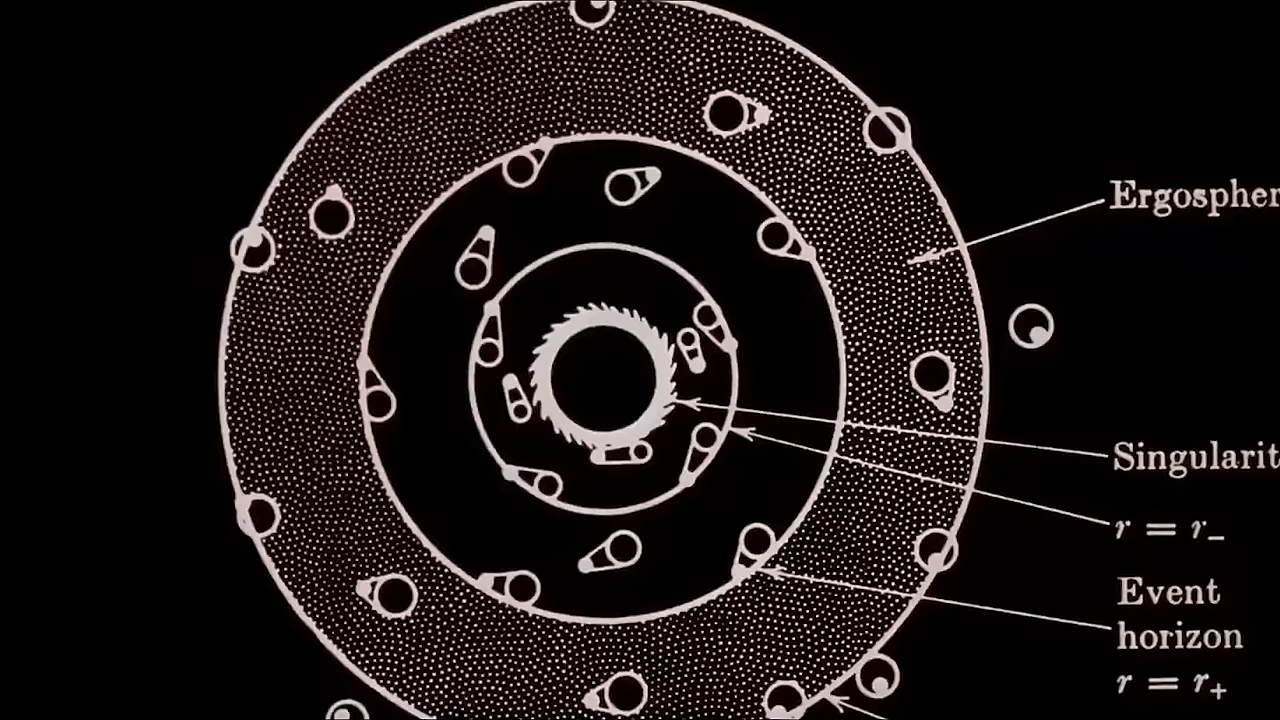 Ergospher
Singularit
r = r₋
Event
horizon
r = r₊